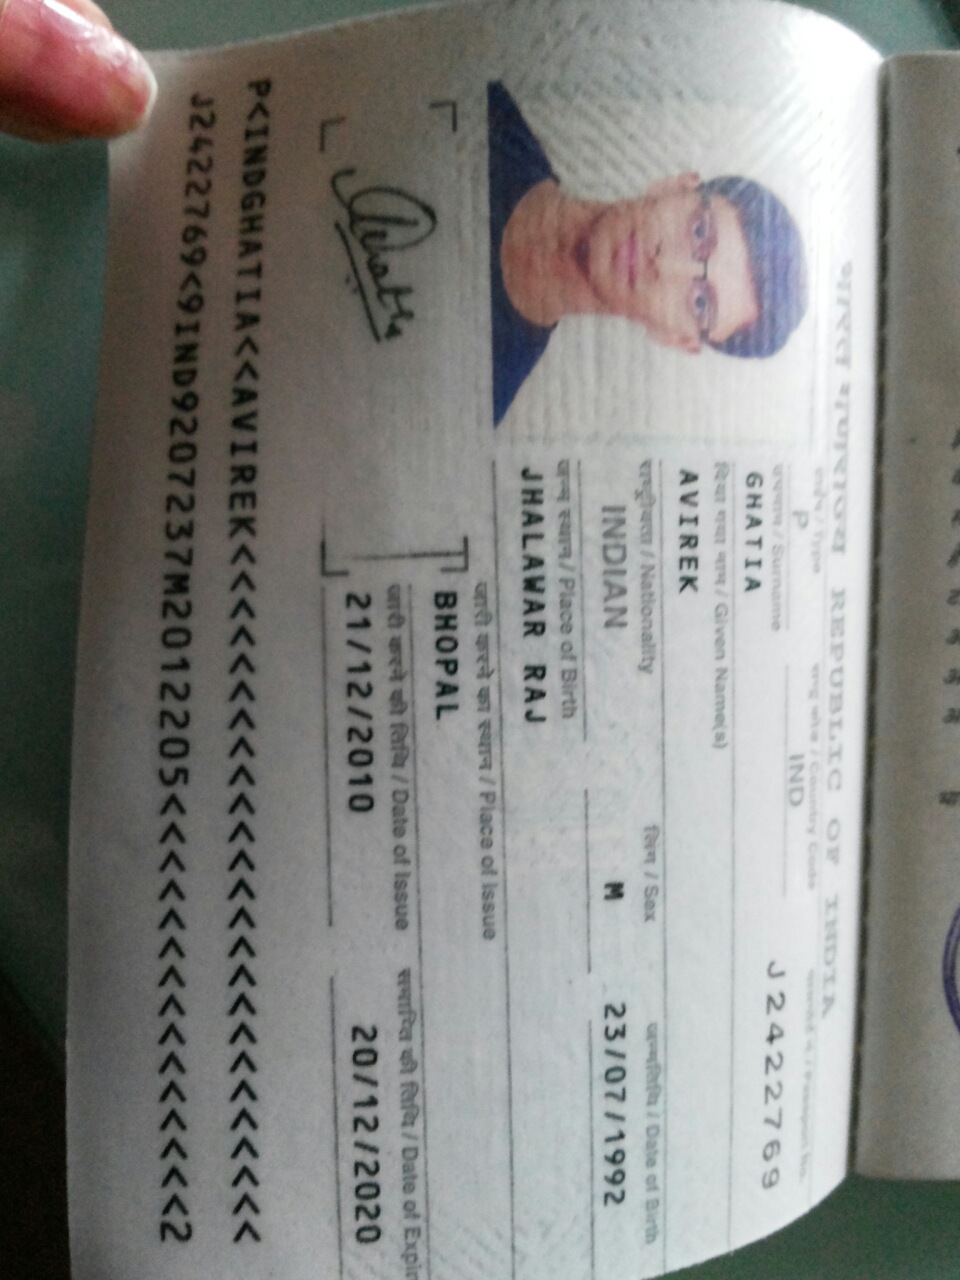 भारत गणराज्य REPUBLIC OF INDIA
टाईप / Type राष्ट्र कोड / Country Code पासपोर्ट नं. / Passport No.
P IND J2422769
उपनाम / Surname
GHATIA
दिया गया नाम / Given Name(s)
AVIREK
राष्ट्रीयता / Nationality लिंग / Sex जन्मतिथि / Date of Birth
INDIAN M 23/07/1992
जन्म स्थान / Place of Birth
JHALAWAR RAJ
जारी करने का स्थान / Place of Issue
BHOPAL
जारी करने की तिथि / Date of Issue समाप्ति की तिथि / Date of Expir
21/12/2010 20/12/2020
P<INDGHATIA<<AVIREK<<<<<<<<<<<<<<<<<<<<<<<<<
J2422769<9IND9207237M2012205<<<<<<<<<<<<<<<2